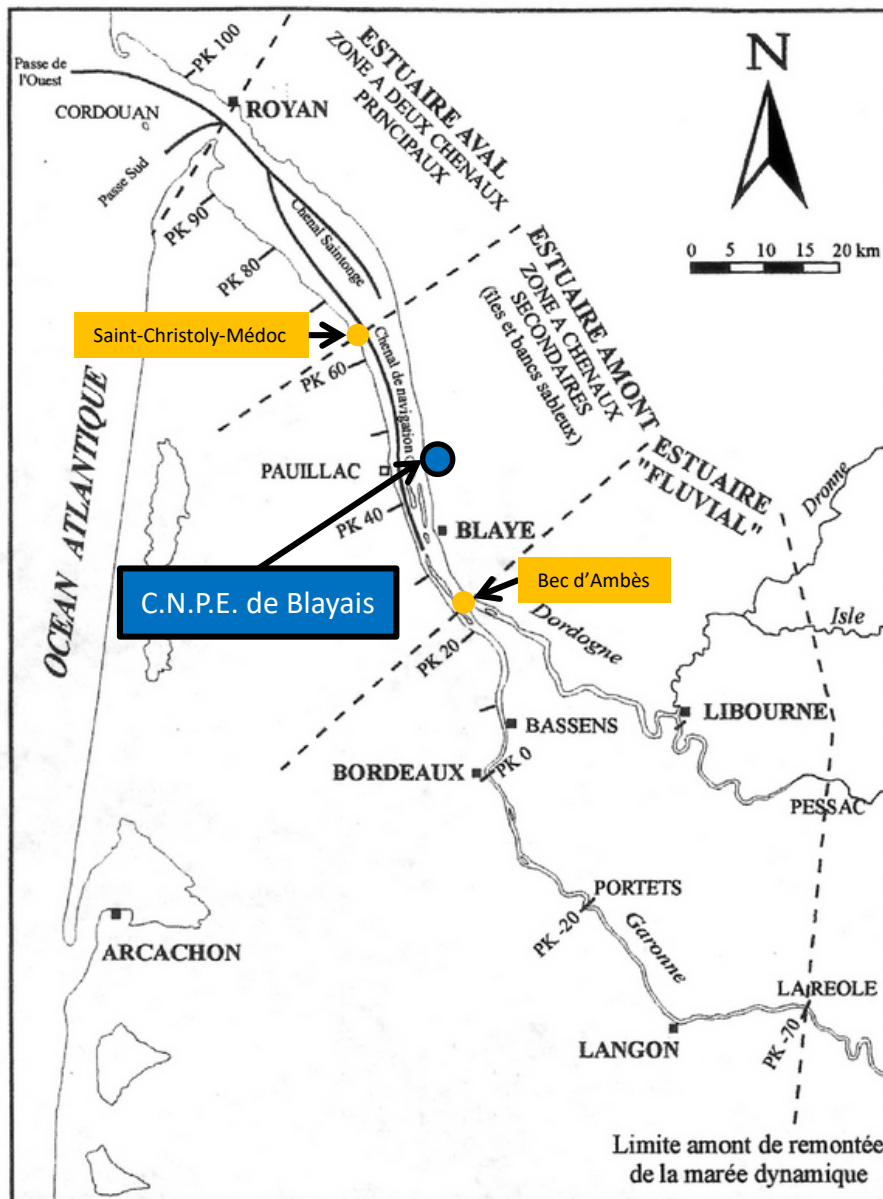 PK 100
Passe de
l'Ouest
CORDOUAN
ROYAN
Passe Sud
PK 90
ESTUAIRE AVAL
ZONE A DEUX CHENAUX
PRINCIPAUX
N
0 5 10 15 20 km
Chenal Saintonge
PK 80
Saint-Christoly-Médoc
ESTUAIRE AMONT
ZONE A CHENAUX
SECONDAIRES
(îles et bancs sableux)
Chenal de navigation
PK 60
OCEAN ATLANTIQUE
PAUILLAC
PK 40
ESTUAIRE
"FLUVIAL"
Dronne
BLAYE
C.N.P.E. de Blayais
Bec d'Ambès
Dordogne
Isle
PK 20
LIBOURNE
BASSENS
BORDEAUX
PK 0
PESSAC
PORTETS
PK -20
Garonne
ARCACHON
LA REOLE
LANGON
PK -70
Limite amont de remontée
de la marée dynamique